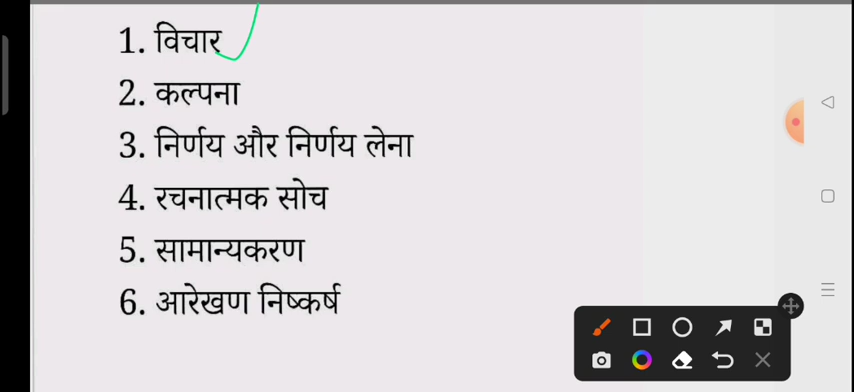 1. विचार
2. कल्पना
3. निर्णय और निर्णय लेना
4. रचनात्मक सोच
5. सामान्यकरण
6. आरेखण निष्कर्ष